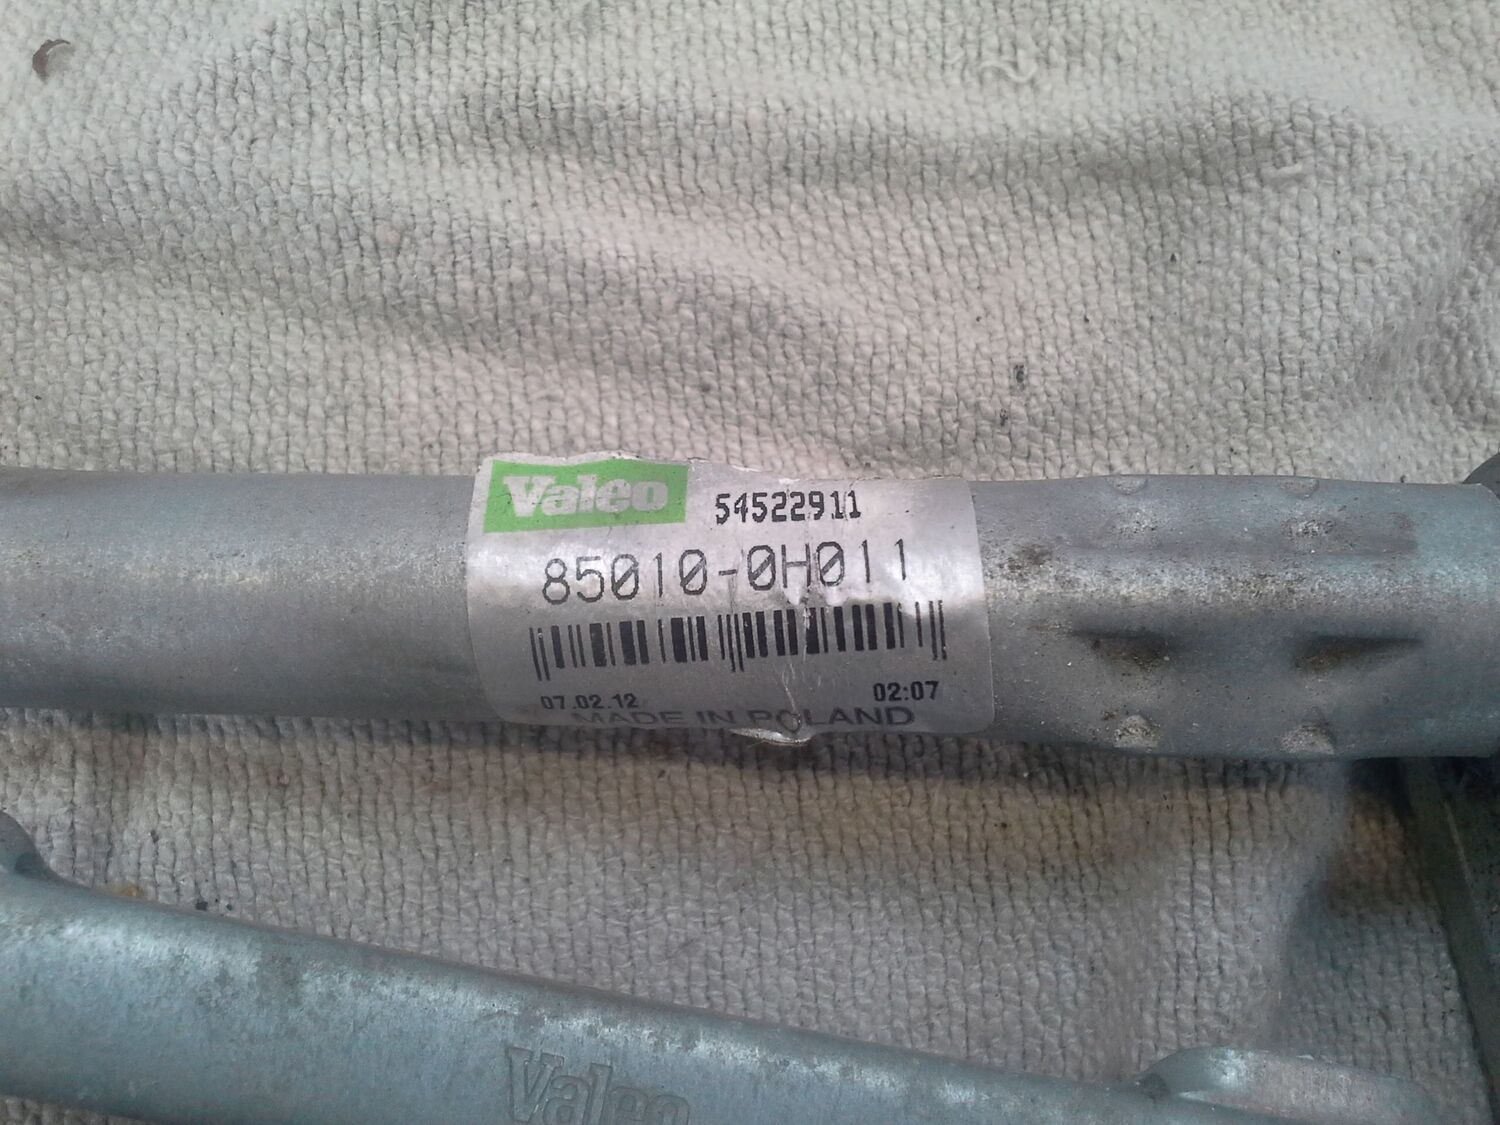 Valeo 54522911
85010-0H011
07.02.12 02:07
MADE IN POLAND
Valeo